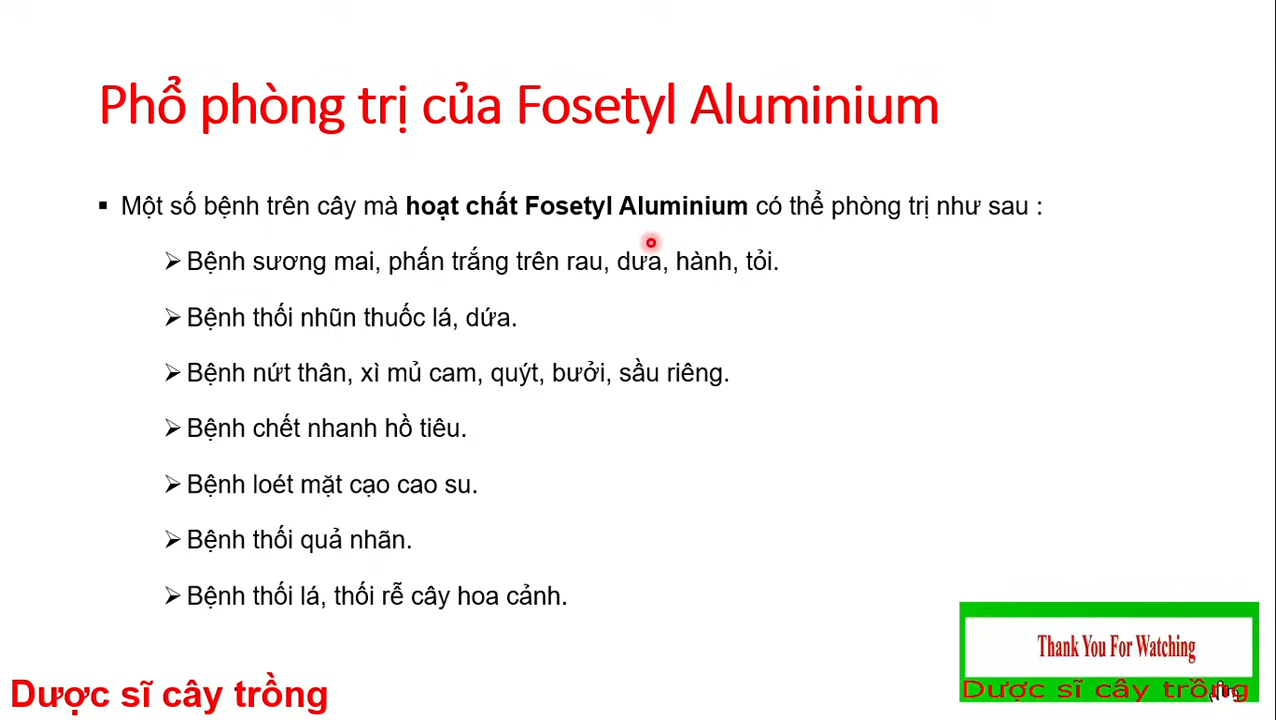 Phổ phòng trị của Fosetyl Aluminium
▪ Một số bệnh trên cây mà hoạt chất Fosetyl Aluminium có thể phòng trị như sau :
➢ Bệnh sương mai, phấn trắng trên rau, dưa, hành, tỏi.
➢ Bệnh thối nhũn thuốc lá, dứa.
➢ Bệnh nứt thân, xì mủ cam, quýt, bưởi, sầu riêng.
➢ Bệnh chết nhanh hồ tiêu.
➢ Bệnh loét mặt cạo cao su.
➢ Bệnh thối quả nhãn.
➢ Bệnh thối lá, thối rễ cây hoa cảnh.
Thank You For Watching
Dược sĩ cây trồng
Dược sĩ cây trồng